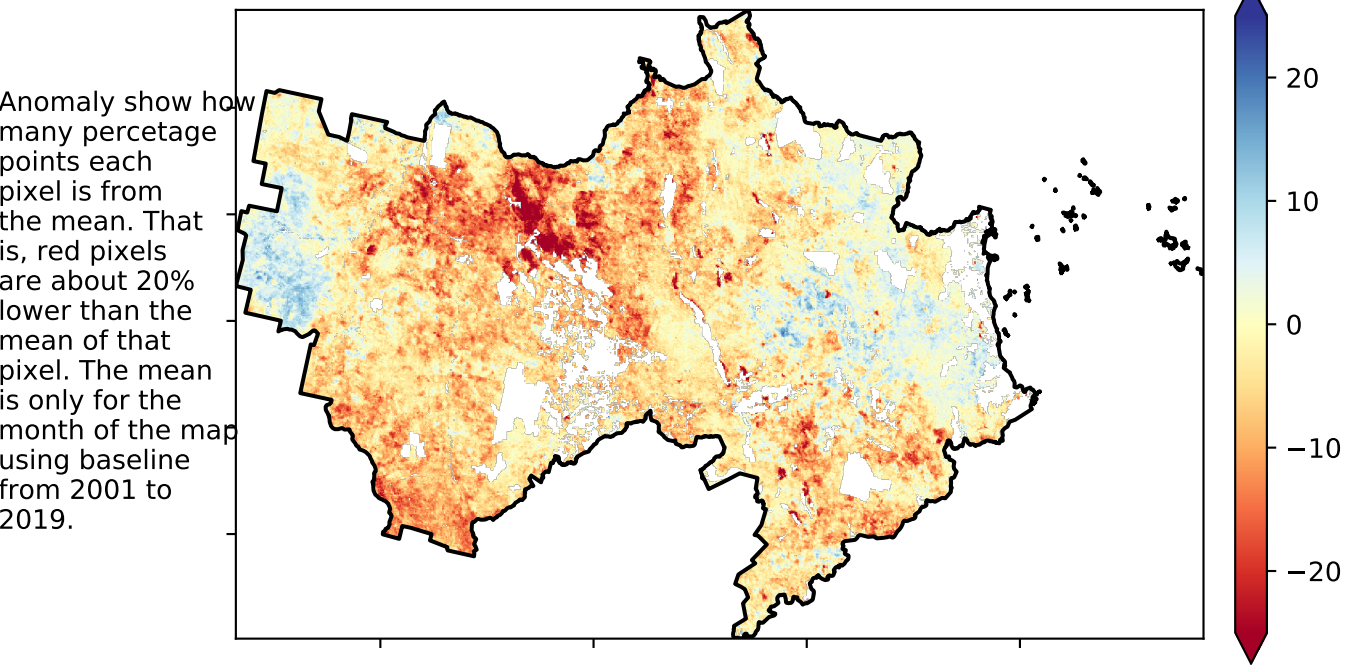 Anomaly show how
many percetage
points each
pixel is from
the mean. That
is, red pixels
are about 20%
lower than the
mean of that
pixel. The mean
is only for the
month of the map
using baseline
from 2001 to
2019.
20
10
0
−10
−20